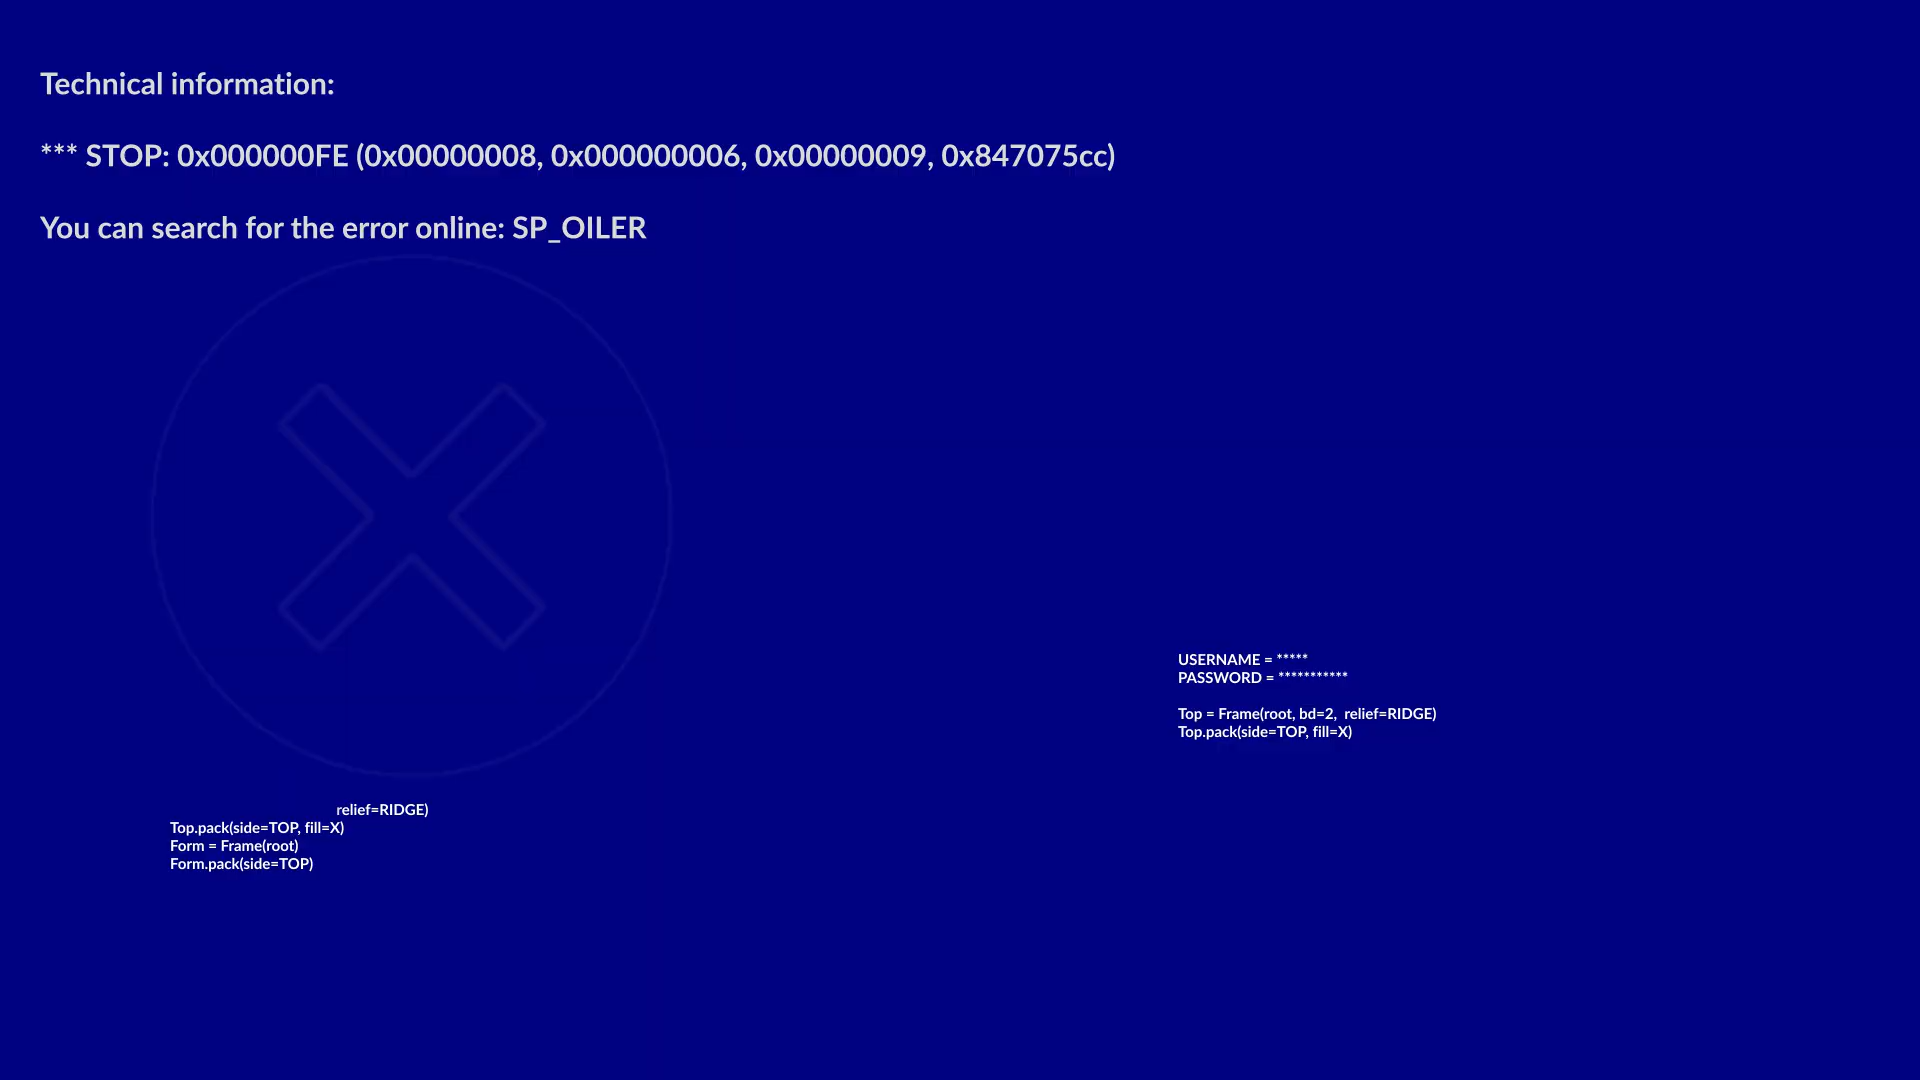 Technical information:
*** STOP: 0x000000FE (0x00000008, 0x000000006, 0x00000009, 0x847075cc)
You can search for the error online: SP_OILER
USERNAME = *****
PASSWORD = ***********
Top = Frame(root, bd=2,  relief=RIDGE)
Top.pack(side=TOP, fill=X)
relief=RIDGE)
Top.pack(side=TOP, fill=X)
Form = Frame(root)
Form.pack(side=TOP)